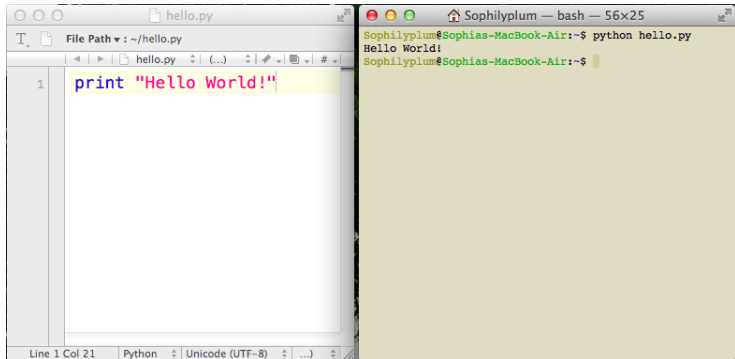 hello.py
File Path ▾ : ~/hello.py
hello.py (...) #
1 print "Hello World!"
Line 1 Col 21 Python Unicode (UTF-8) ...)
Sophilyplum — bash — 56×25
Sophilyplum@Sophias-MacBook-Air:~$ python hello.py
Hello World!
Sophilyplum@Sophias-MacBook-Air:~$